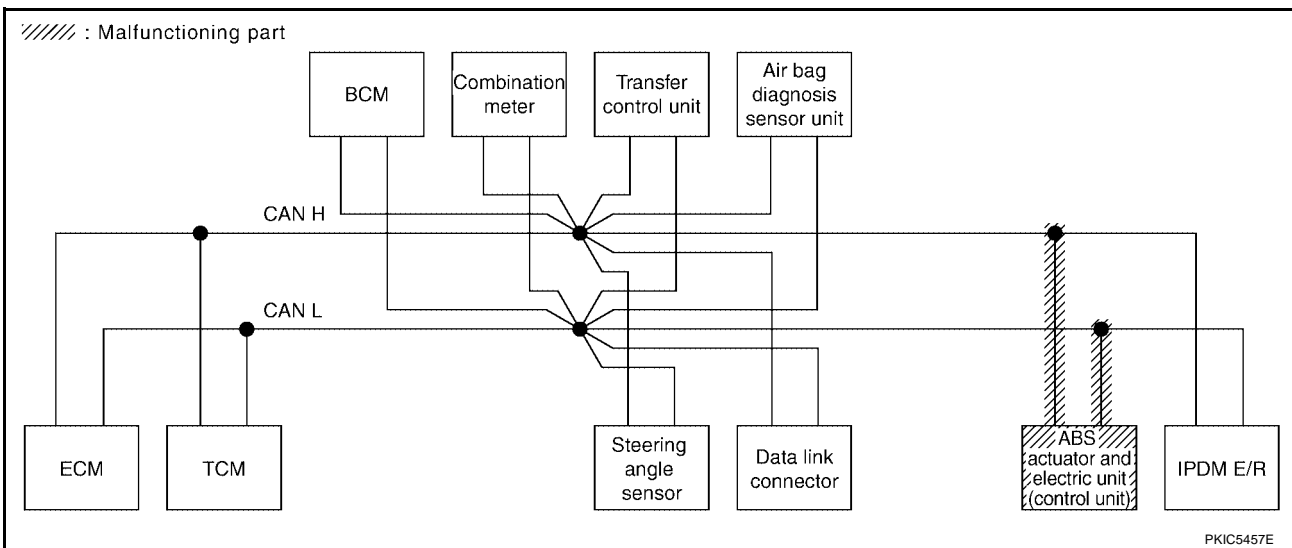 : Malfunctioning part
BCM
Combination
meter
Transfer
control unit
Air bag
diagnosis
sensor unit
CAN H
CAN L
ECM
TCM
Steering
angle
sensor
Data link
connector
ABS
actuator and
electric unit
(control unit)
IPDM E/R
PKIC5457E